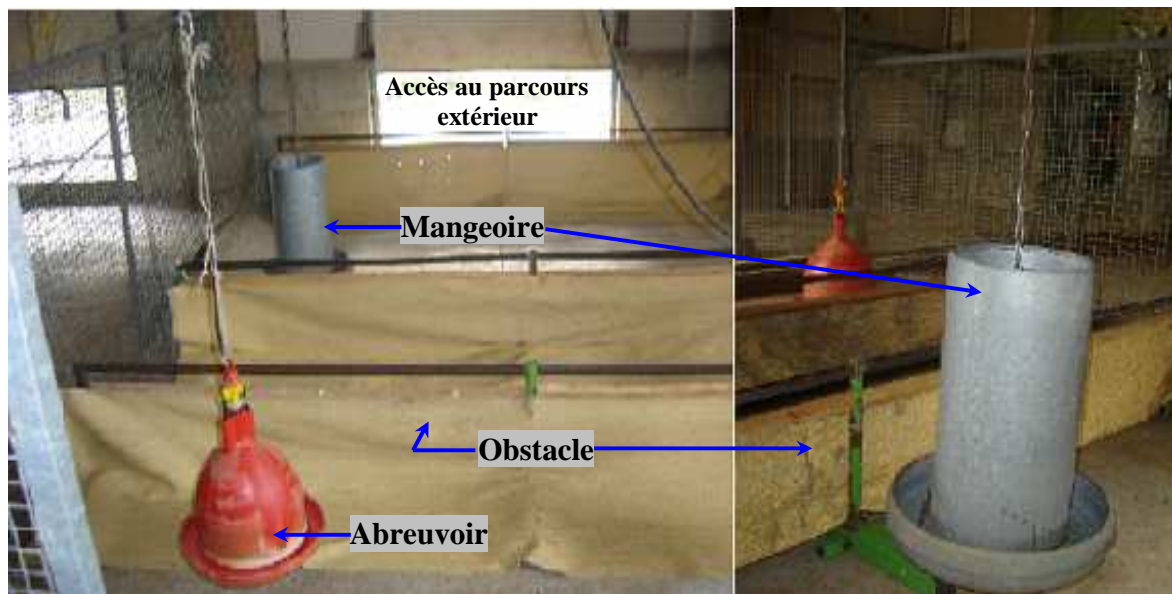 Accès au parcours
extérieur
Mangeoire
Obstacle
Abreuvoir